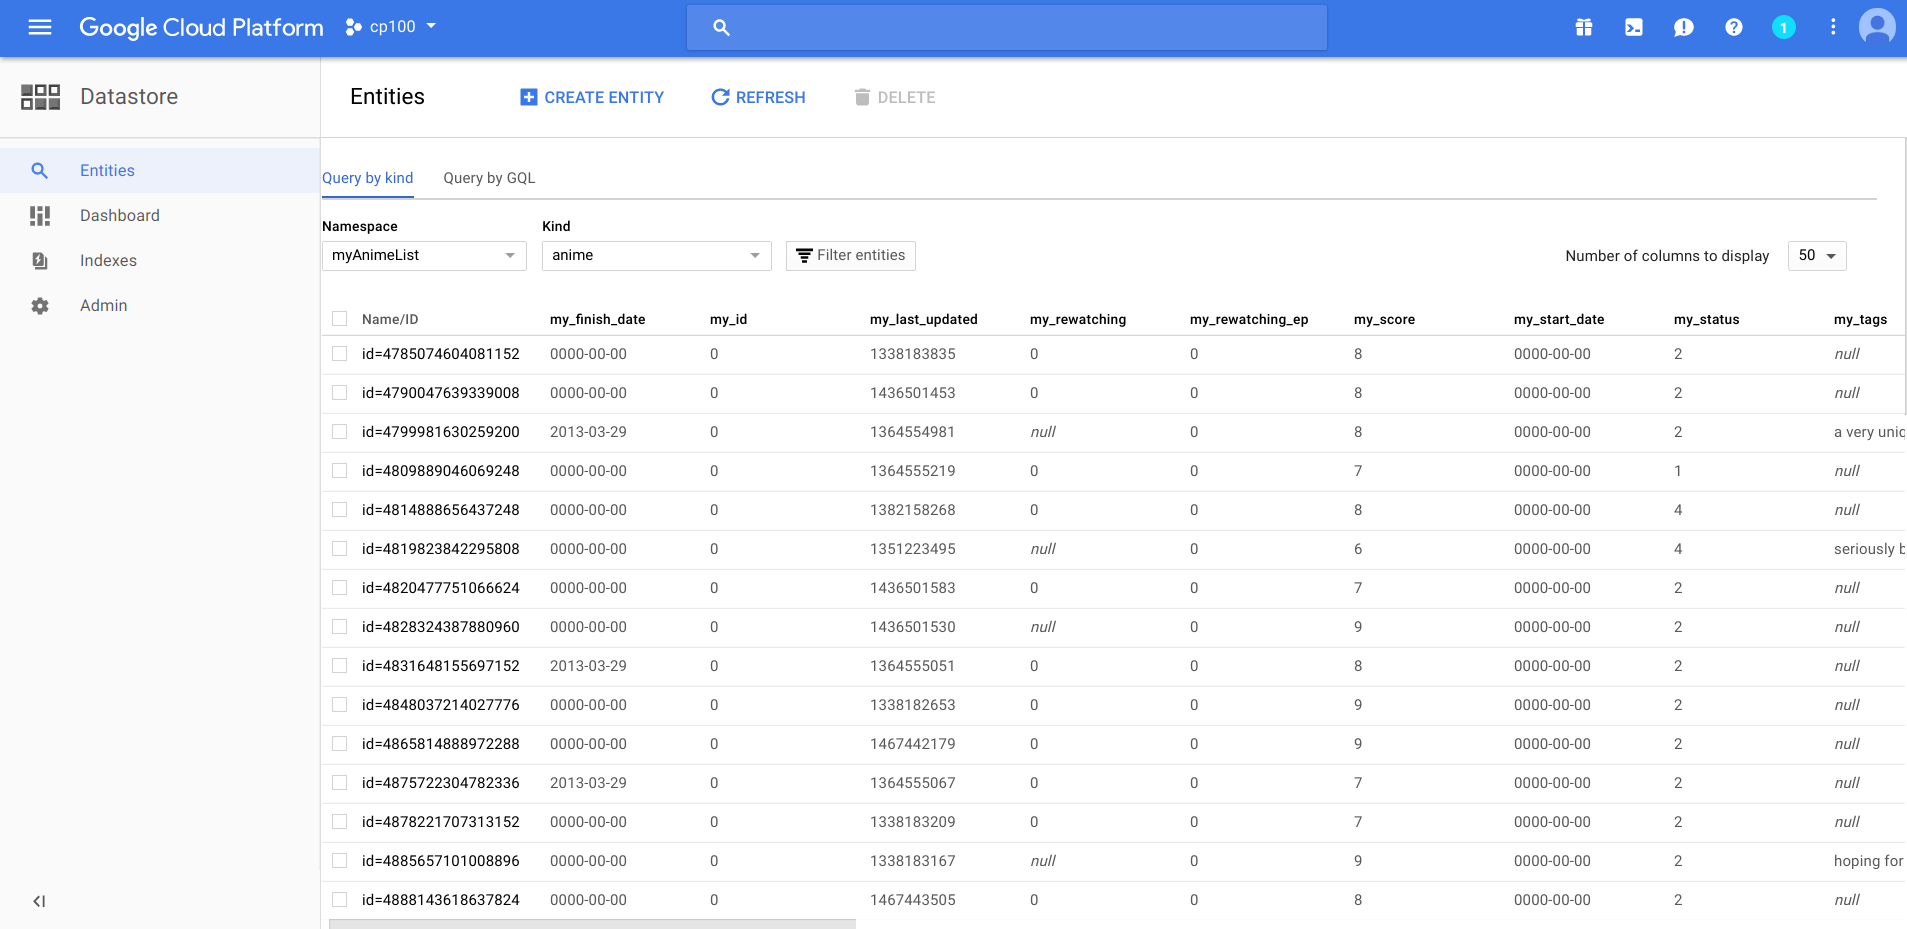 Google Cloud Platform cp100 1
Datastore Entities CREATE ENTITY REFRESH DELETE
Entities
Dashboard
Indexes
Admin
Query by kind Query by GQL
Namespace Kind
myAnimeList anime Filter entities Number of columns to display 50
Name/ID my_finish_date my_id my_last_updated my_rewatching my_rewatching_ep my_score my_start_date my_status my_tags
id=4785074604081152 0000-00-00 0 1338183835 0 0 8 0000-00-00 2 null
id=4790047639339008 0000-00-00 0 1436501453 0 0 8 0000-00-00 2 null
id=4799981630259200 2013-03-29 0 1364554981 null 0 8 0000-00-00 2 a very uniq
id=4809889046069248 0000-00-00 0 1364555219 0 0 7 0000-00-00 1 null
id=4814888656437248 0000-00-00 0 1382158268 0 0 8 0000-00-00 4 null
id=4819823842295808 0000-00-00 0 1351223495 null 0 6 0000-00-00 4 seriously b
id=4820477751066624 0000-00-00 0 1436501583 0 0 7 0000-00-00 2 null
id=4828324387880960 0000-00-00 0 1436501530 null 0 9 0000-00-00 2 null
id=4831648155697152 2013-03-29 0 1364555051 0 0 8 0000-00-00 2 null
id=4848037214027776 0000-00-00 0 1338182653 0 0 9 0000-00-00 2 null
id=4865814888972288 0000-00-00 0 1467442179 0 0 9 0000-00-00 2 null
id=4875722304782336 2013-03-29 0 1364555067 0 0 7 0000-00-00 2 null
id=4878221707313152 0000-00-00 0 1338183209 0 0 7 0000-00-00 2 null
id=4885657101008896 0000-00-00 0 1338183167 null 0 9 0000-00-00 2 hoping for
id=4888143618637824 0000-00-00 0 1467443505 0 0 8 0000-00-00 2 null